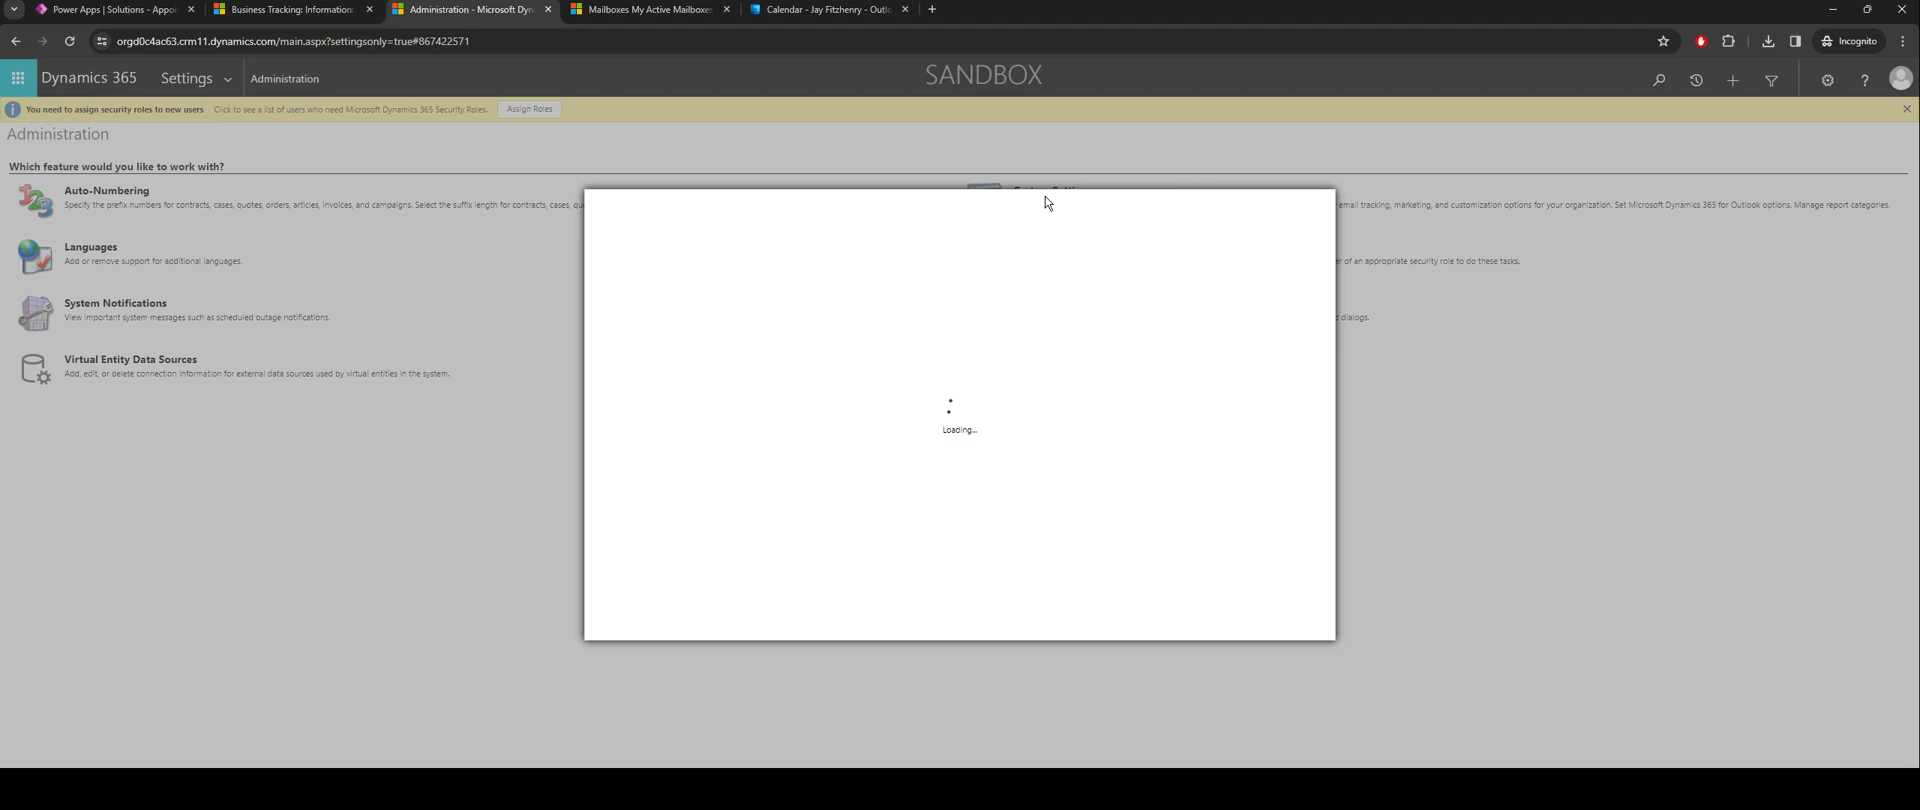 Power Apps | Solutions - Appoi
Business Tracking: Information:
Administration - Microsoft Dyn
Mailboxes My Active Mailboxes
Calendar - Jay Fitzhenry - Outlo
orgd0c4ac63.crm11.dynamics.com/main.aspx?settingsonly=true#867422571
Incognito
Dynamics 365
Settings
Administration
SANDBOX
You need to assign security roles to new users Click to see a list of users who need Microsoft Dynamics 365 Security Roles. Assign Roles
Administration
Which feature would you like to work with?
Auto-Numbering
Specify the prefix numbers for contracts, cases, quotes, orders, articles, invoices, and campaigns. Select the suffix length for contracts, cases, qu
email tracking, marketing, and customization options for your organization. Set Microsoft Dynamics 365 for Outlook options. Manage report categories.
Languages
Add or remove support for additional languages.
er of an appropriate security role to do these tasks.
System Notifications
View important system messages such as scheduled outage notifications.
d dialogs.
Virtual Entity Data Sources
Add, edit, or delete connection information for external data sources used by virtual entities in the system.
Loading...